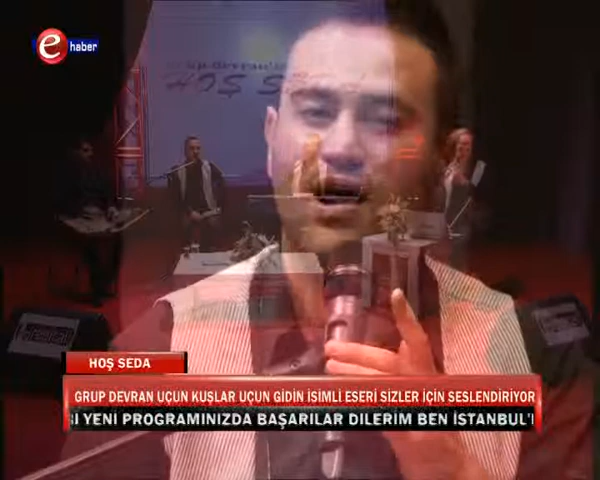 e haber
HOŞ S
HOŞ SEDA
GRUP DEVRAN UÇUN KUŞLAR UÇUN GİDİN İSİMLİ ESERİ SİZLER İÇİN SESLENDİRİYOR
YENİ PROGRAMINIZDA BAŞARILAR DİLERİM BEN İSTANBUL'